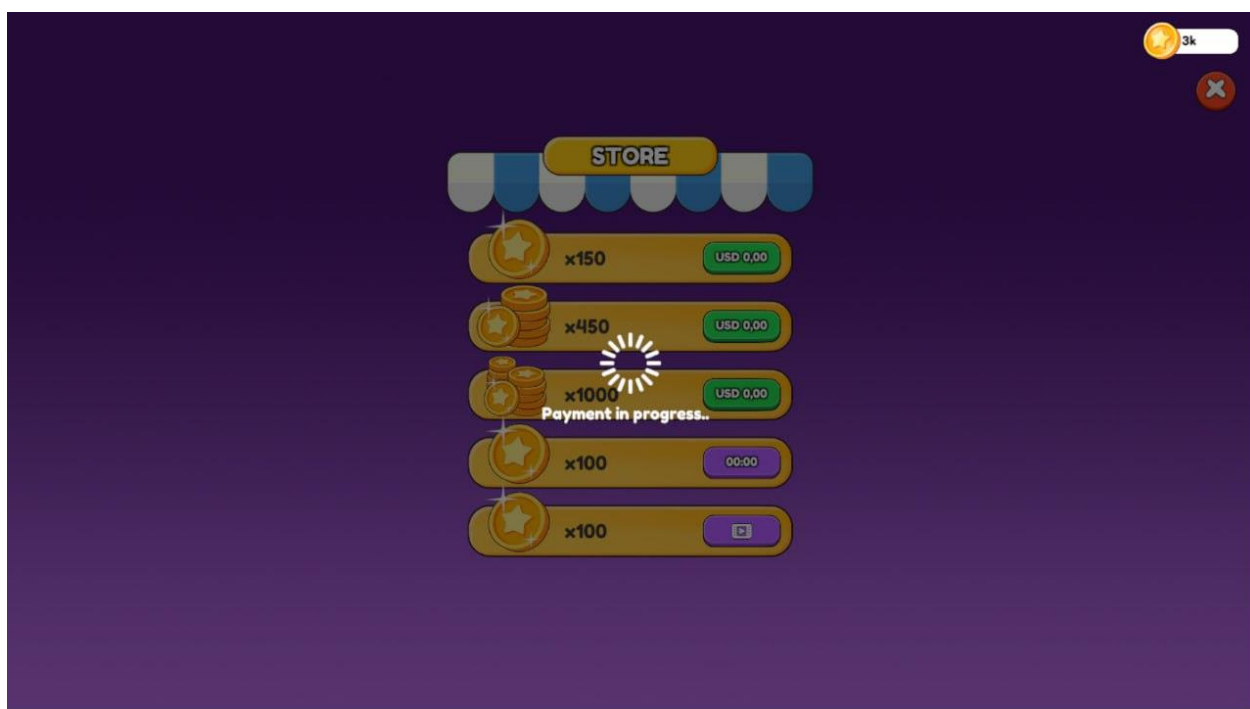 3k
STORE
x150 USD 0,00
x450 USD 0,00
x1000 USD 0,00
Payment in progress..
x100 00:00
x100